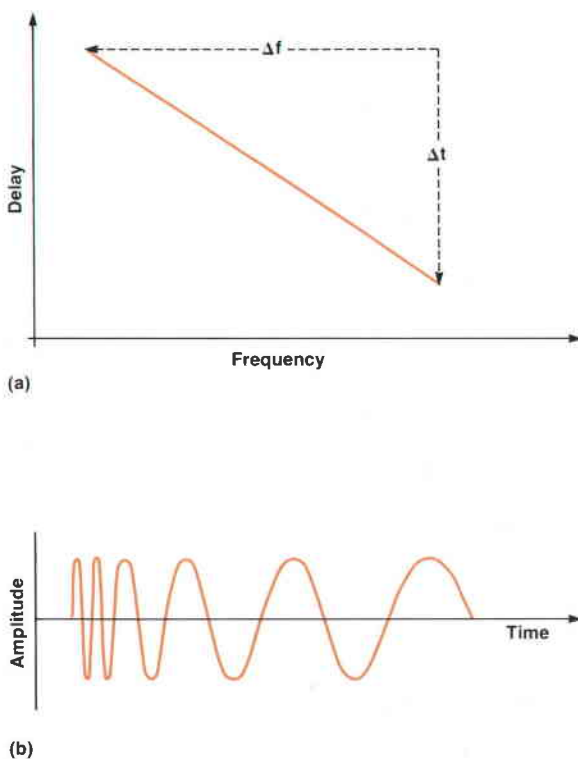 Δf
Δt
Delay
Frequency
(a)
Amplitude
Time
(b)